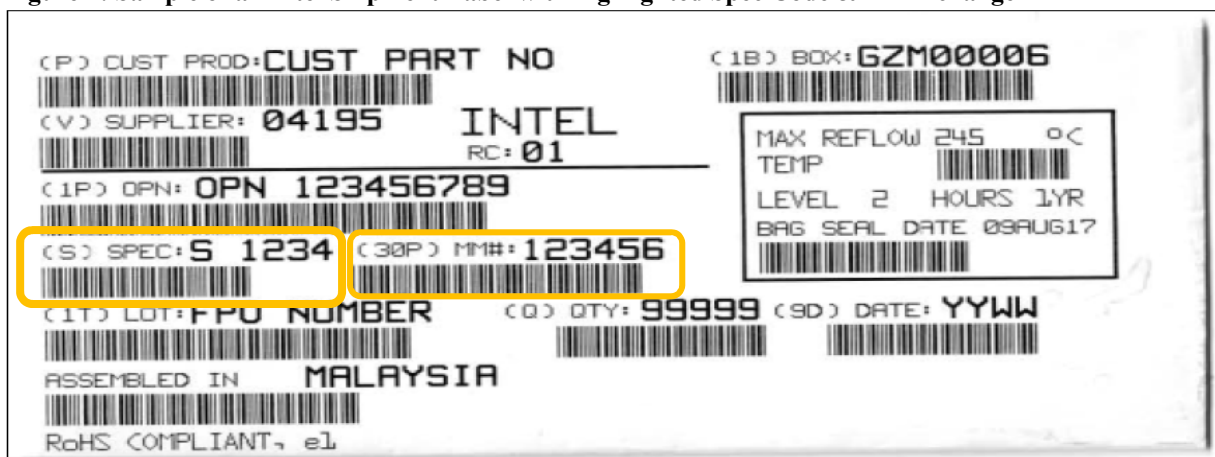 (P) CUST PROD: CUST PART NO
(1B) BOX: GZM00006
(V) SUPPLIER: 04195 INTEL
RC: 01
(1P) OPN: OPN 123456789
MAX REFLOW 245 °C
TEMP
LEVEL 2 HOURS 1YR
BAG SEAL DATE 09AUG17
(S) SPEC: S 1234 (30P) MM#: 123456
(1T) LOT: FPO NUMBER (Q) QTY: 99999 (9D) DATE: YYWW
ASSEMBLED IN MALAYSIA
RoHS COMPLIANT, e1